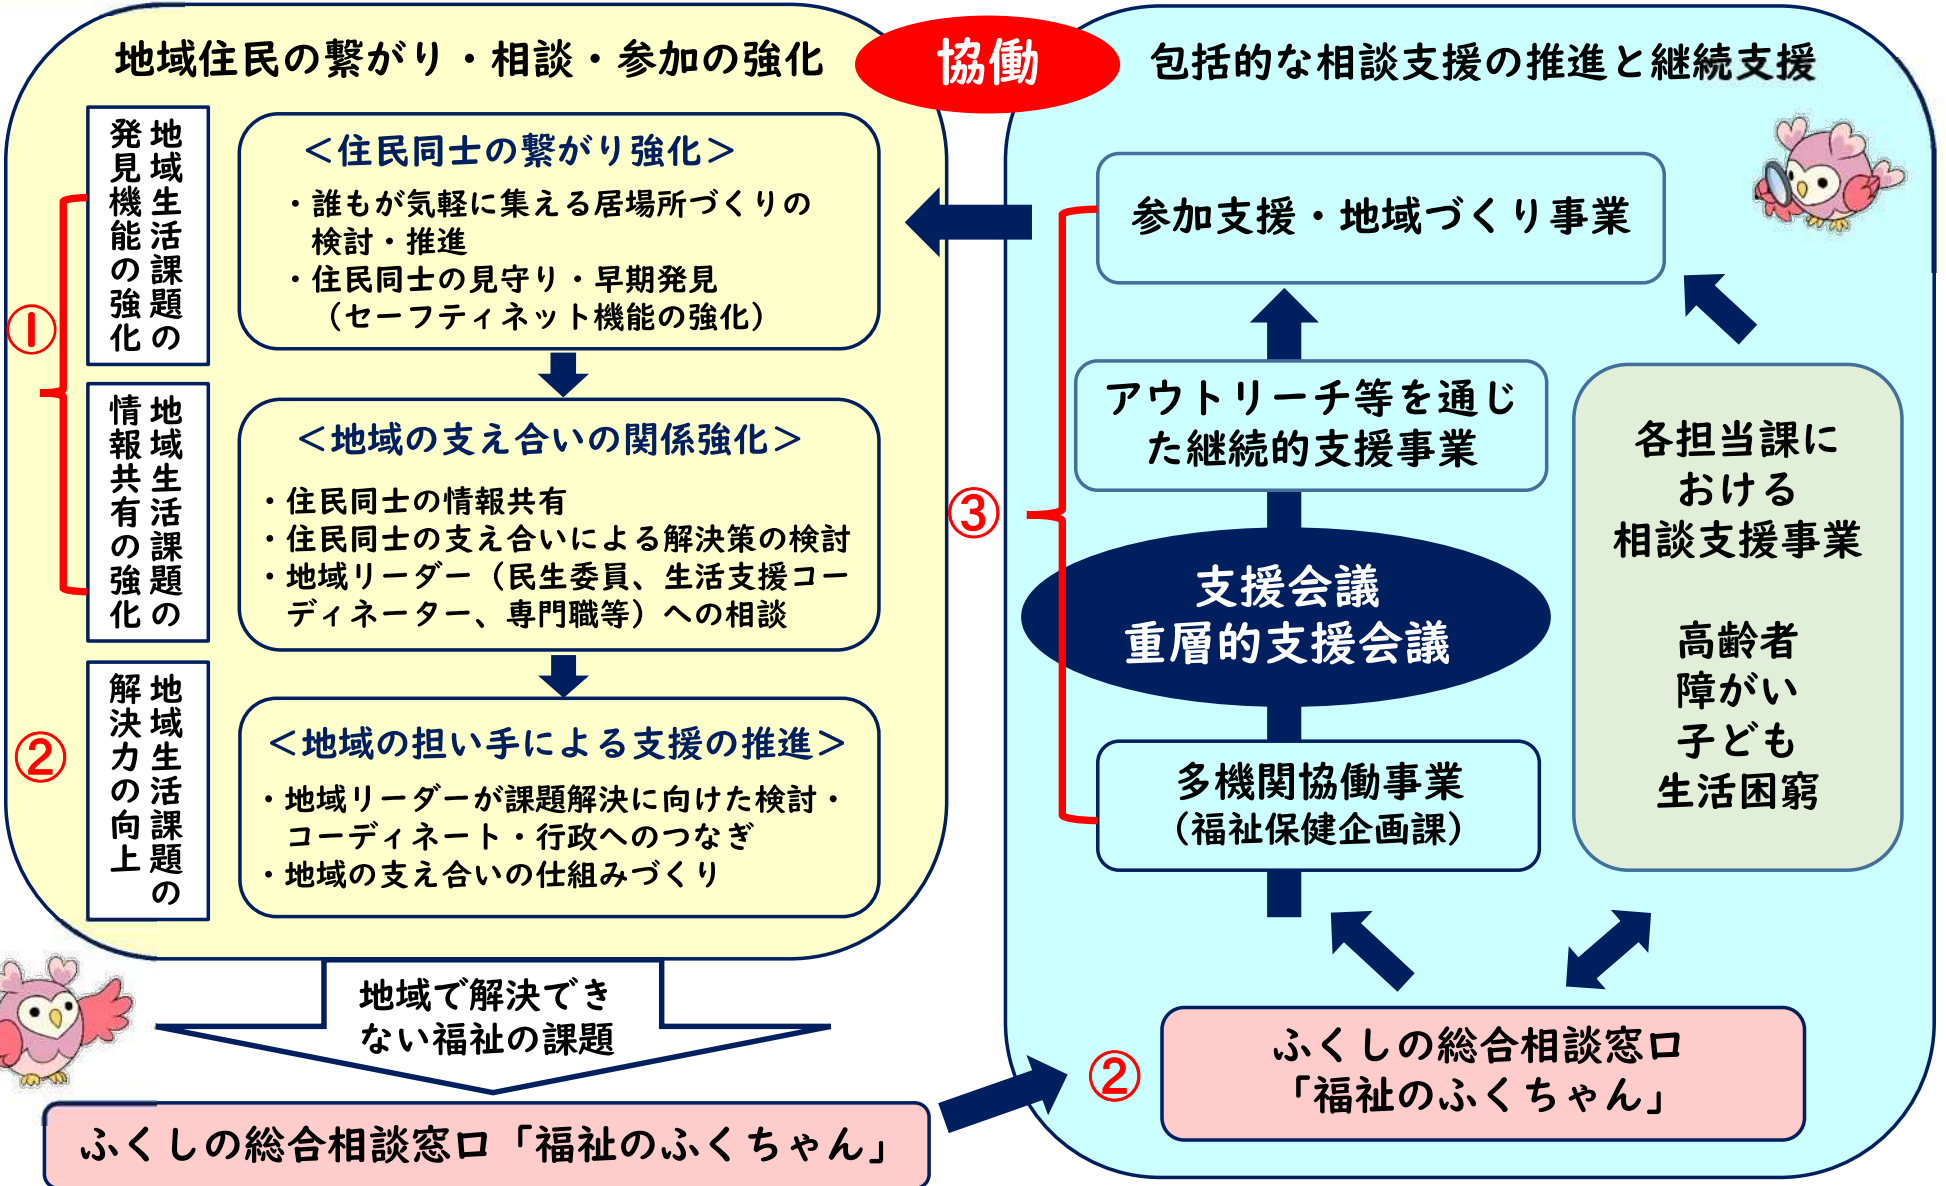 地域住民の繋がり・相談・参加の強化
協働
包括的な相談支援の推進と継続支援
①
地域生活課題の
発見機能の強化
＜住民同士の繋がり強化＞
・誰もが気軽に集える居場所づくりの
検討・推進
・住民同士の見守り・早期発見
（セーフティネット機能の強化）
地域生活課題の
情報共有の強化
＜地域の支え合いの関係強化＞
・住民同士の情報共有
・住民同士の支え合いによる解決策の検討
・地域リーダー（民生委員、生活支援コー
ディネーター、専門職等）への相談
②
地域生活課題の
解決力の向上
＜地域の担い手による支援の推進＞
・地域リーダーが課題解決に向けた検討・
コーディネート・行政へのつなぎ
・地域の支え合いの仕組みづくり
地域で解決でき
ない福祉の課題
ふくしの総合相談窓口「福祉のふくちゃん」
③
参加支援・地域づくり事業
アウトリーチ等を通じ
た継続的支援事業
支援会議
重層的支援会議
多機関協働事業
（福祉保健企画課）
各担当課に
おける
相談支援事業
高齢者
障がい
子ども
生活困窮
②
ふくしの総合相談窓口
「福祉のふくちゃん」